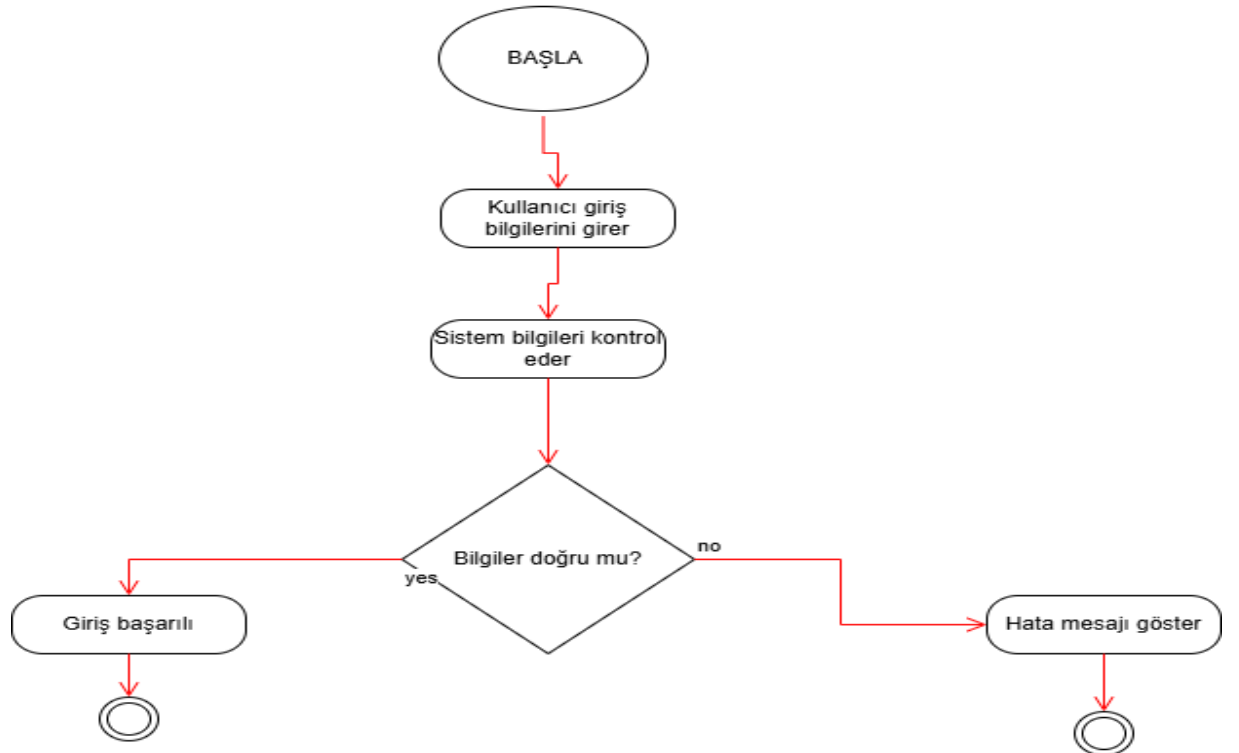 BAŞLA
Kullanıcı giriş
bilgilerini girer
Sistem bilgileri kontrol
eder
Bilgiler doğru mu?
yes
no
Giriş başarılı
Hata mesajı göster